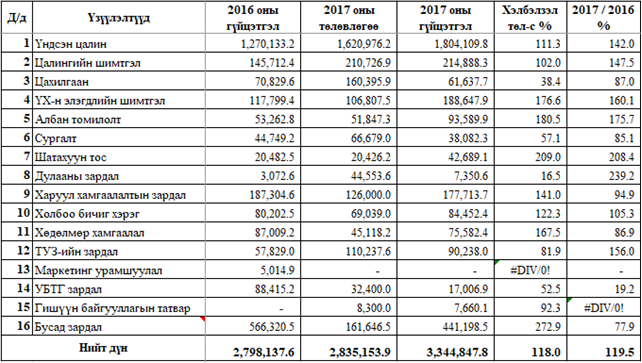 Д/д Үзүүлэлтүүд 2016 оны гүйцэтгэл 2017 оны төлөвлөгөө 2017 оны гүйцэтгэл Хэлбэлзэл төл-с % 2017 / 2016 %
1 Үндсэн цалин 1,270,133.2 1,620,976.2 1,804,109.8 111.3 142.0
2 Цалингийн шимтгэл 145,712.4 210,726.9 214,888.3 102.0 147.5
3 Цахилгаан 70,829.6 160,395.9 61,637.7 38.4 87.0
4 ҮХ-н элэгдлийн шимтгэл 117,799.4 106,807.5 188,647.9 176.6 160.1
5 Албан томилолт 53,262.8 51,847.3 93,589.9 180.5 175.7
6 Сургалт 44,749.2 66,679.0 38,082.3 57.1 85.1
7 Шатахуун тос 20,482.5 20,426.2 42,689.1 209.0 208.4
8 Дулааны зардал 3,072.6 44,553.6 7,350.6 16.5 239.2
9 Харуул хамгаалалтын зардал 187,304.6 126,000.0 177,713.7 141.0 94.9
10 Холбоо бичиг хэрэг 80,202.5 69,039.0 84,452.4 122.3 105.3
11 Хөдөлмөр хамгаалал 87,009.2 45,118.2 75,582.4 167.5 86.9
12 ТУЗ-ийн зардал 57,829.0 110,237.6 90,238.0 81.9 156.0
13 Маркетинг урамшуулал 5,014.9 - - #DIV/0! -
14 УБТГ зардал 88,415.2 32,400.0 17,006.9 52.5 19.2
15 Гишүүн байгууллагын татвар - 8,300.0 7,660.1 92.3 #DIV/0!
16 Бусад зардал 566,320.5 161,646.5 441,198.5 272.9 77.9
Нийт дүн 2,798,137.6 2,835,153.9 3,344,847.8 118.0 119.5